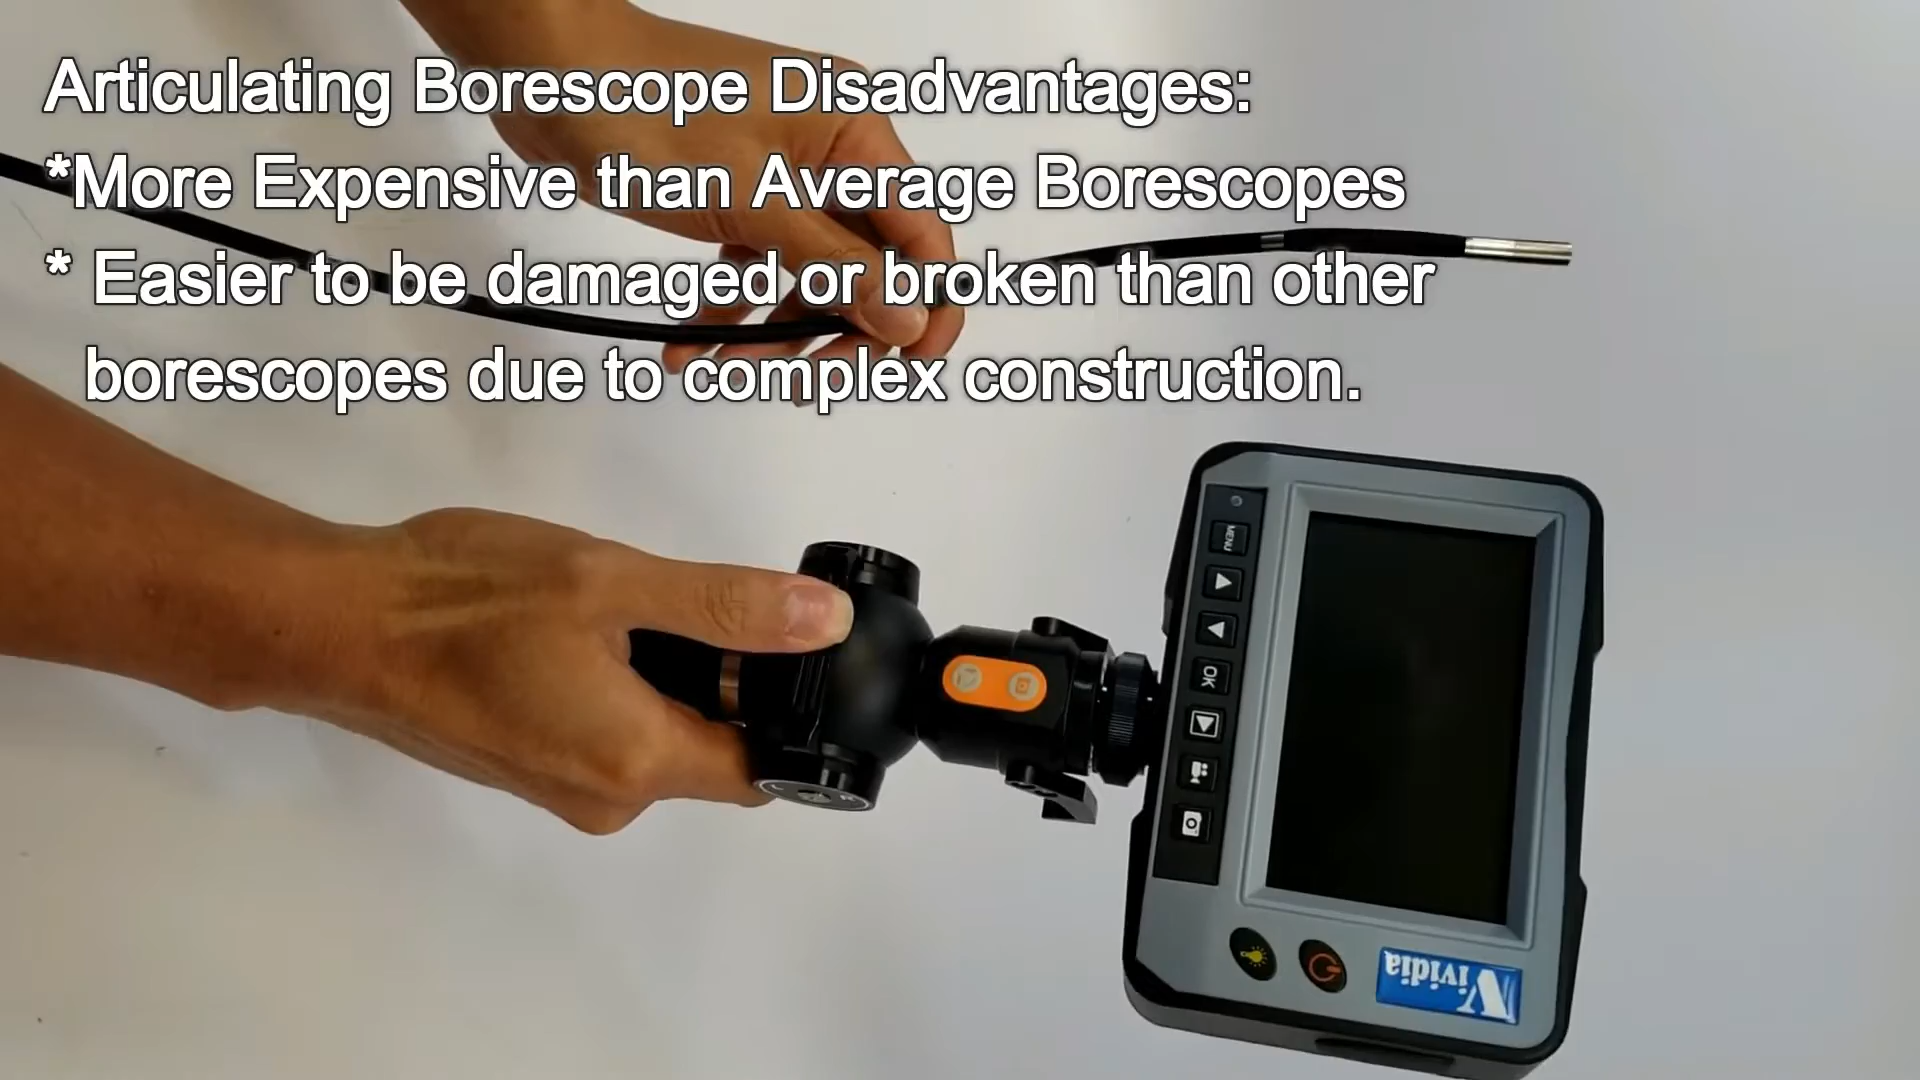 Articulating Borescope Disadvantages:
*More Expensive than Average Borescopes
* Easier to be damaged or broken than other
borescopes due to complex construction.
MENU
OK
L R
Vividia